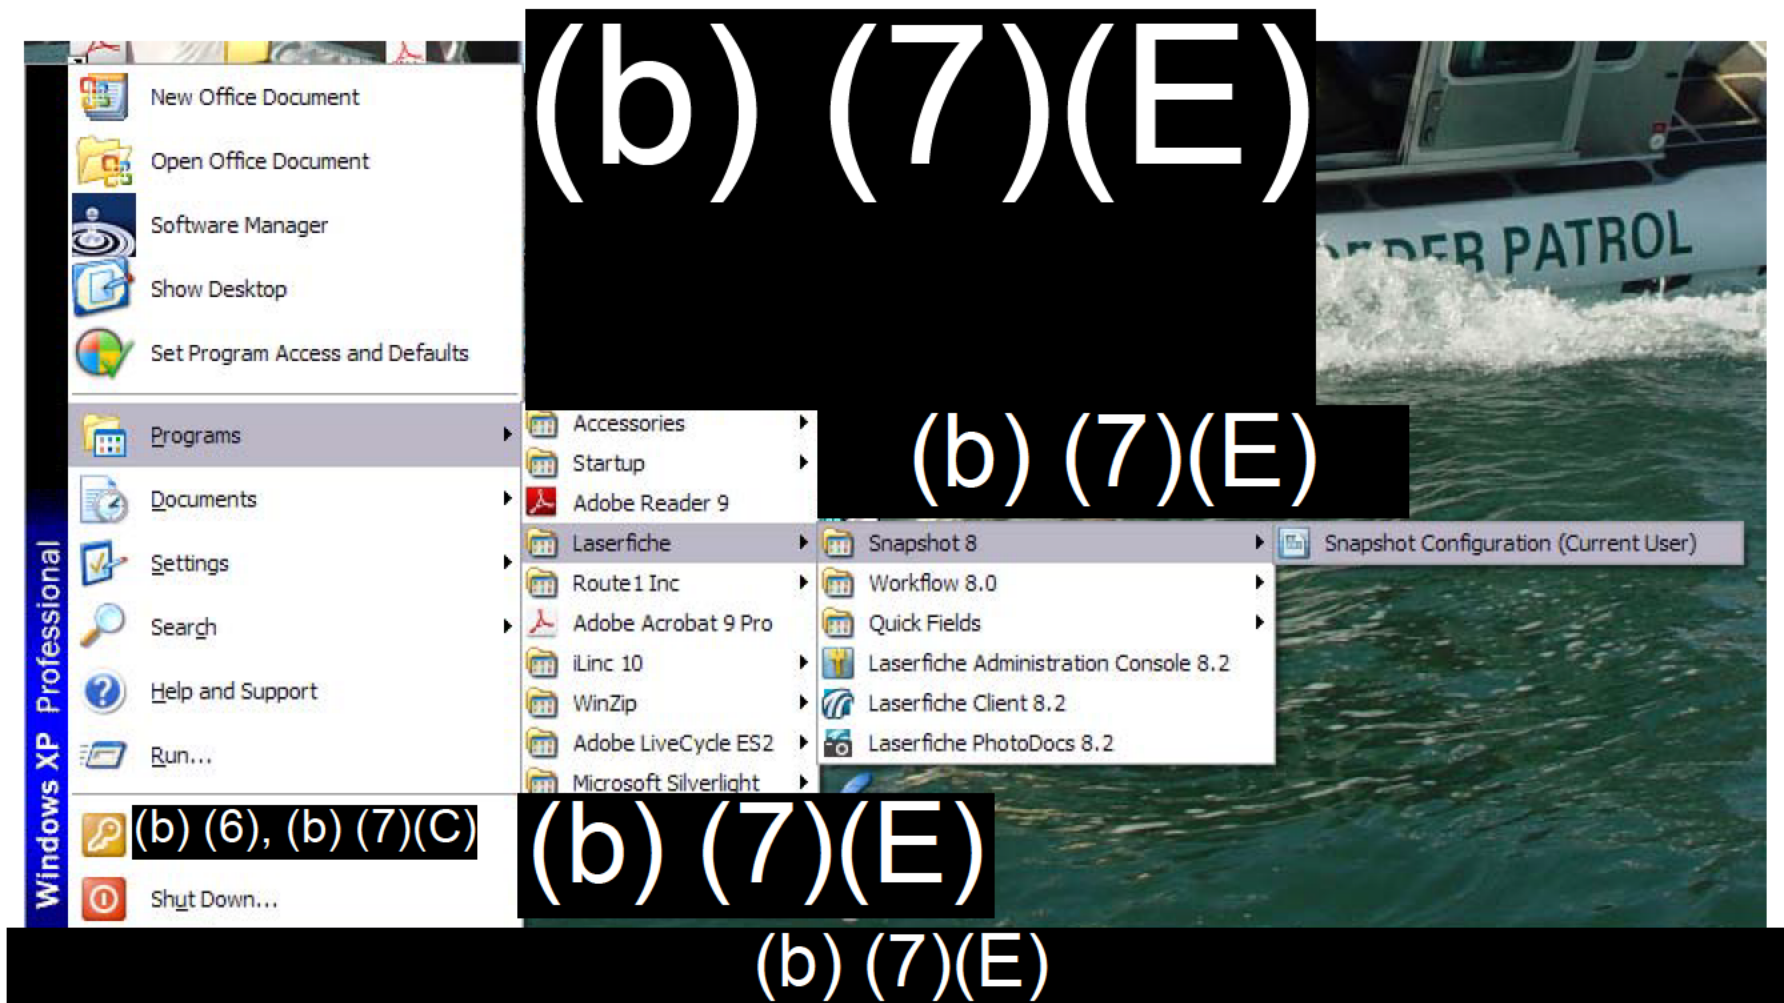 (b) (7)(E)
New Office Document
Open Office Document
Software Manager
Show Desktop
Set Program Access and Defaults
Programs
Documents
Settings
Search
Help and Support
Run...
(b) (6), (b) (7)(C)
Shut Down...
Windows XP Professional
Accessories
Startup
Adobe Reader 9
Laserfiche
Route1 Inc
Adobe Acrobat 9 Pro
iLinc 10
WinZip
Adobe LiveCycle ES2
Microsoft Silverlight
(b) (7)(E)
(b) (7)(E)
Snapshot 8
Workflow 8.0
Quick Fields
Laserfiche Administration Console 8.2
Laserfiche Client 8.2
Laserfiche PhotoDocs 8.2
Snapshot Configuration (Current User)
PATROL
(b) (7)(E)